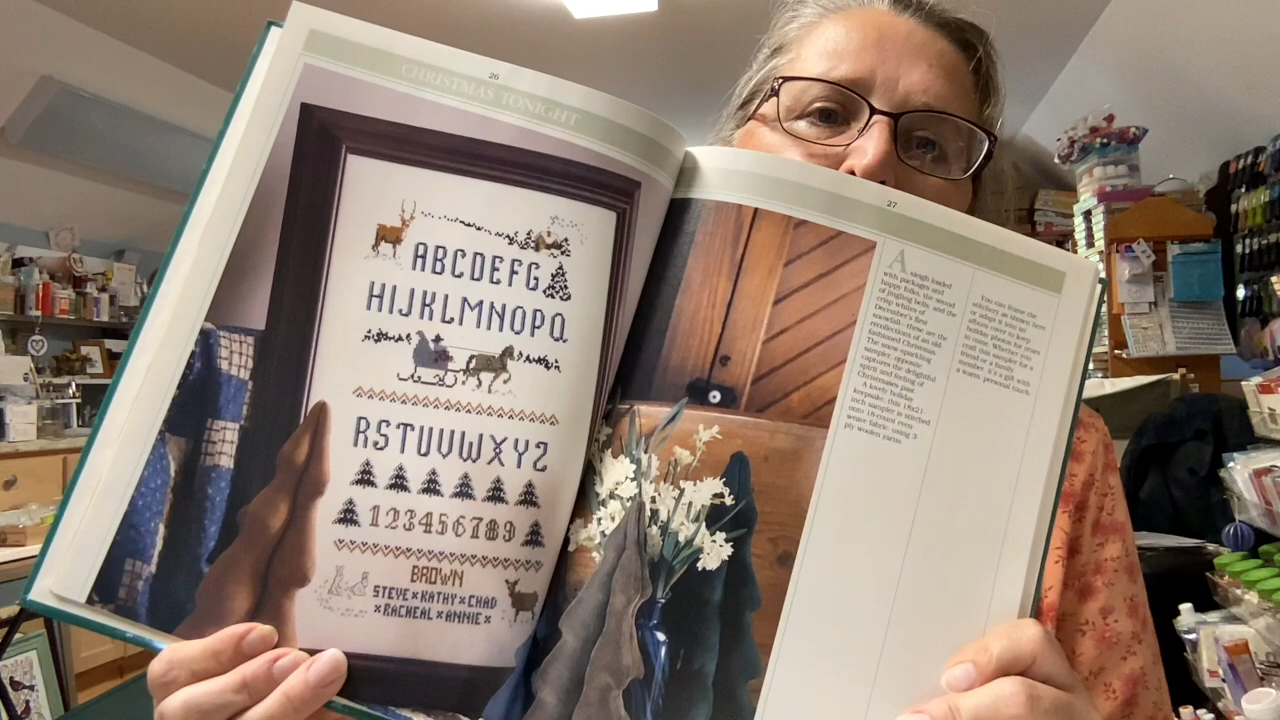 26
CHRISTMAS TONIGHT
ABCDEFG
HIJKLMNOPQ
RSTUVWXYZ
123456789
BROWN
STEVE × KATHY × CHAD
× RACHEAL × ANNIE ×
27
A sleigh loaded
with packages and
happy folks, the sound
of jingling bells, and the
crisp whites of
December's first
snowfall—these are the
recollections of an old
fashioned Christmas.
The snow-sparkling
sampler, opposite
captures the delightful
spirit and feeling of
Christmases past.
A lovely holiday
keepsake, this 18x21
inch sampler is stitched
onto 18-count even
weave fabric, using 3
ply woolen yarns
You can frame the
stitchery as shown here
or adapt it into an
album cover to keep
holiday photos for years
to come. Whether you
craft this sampler for a
friend or a family
member, it's a gift with
a warm, personal touch.